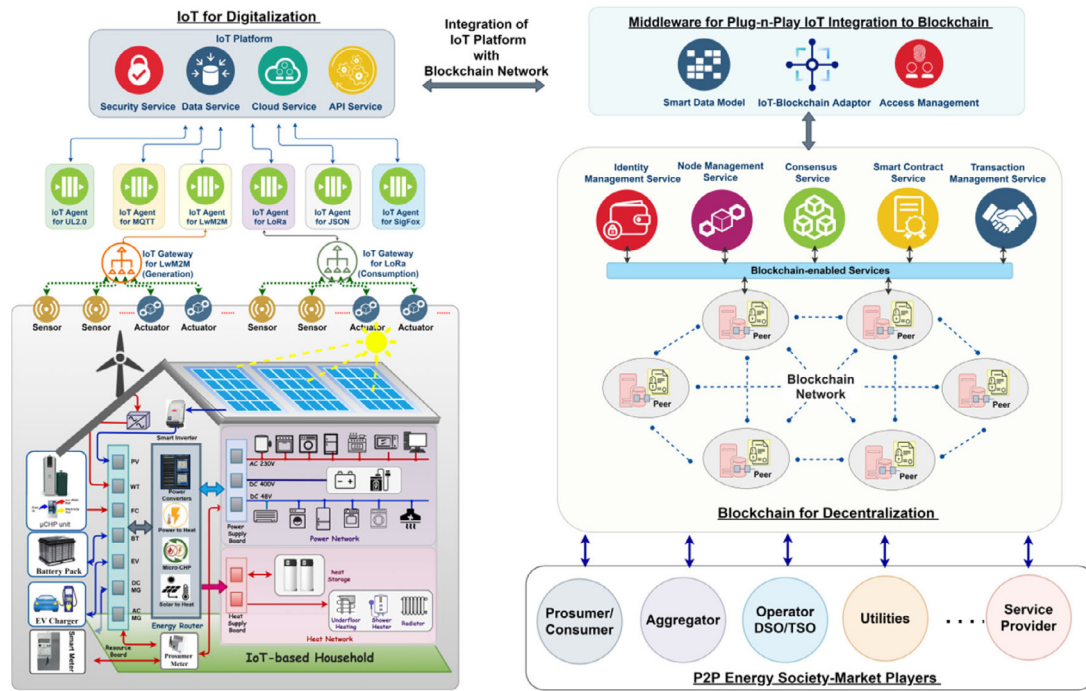 IoT for Digitalization
IoT Platform
Security Service
Data Service
Cloud Service
API Service
Integration of
IoT Platform
with
Blockchain Network
Middleware for Plug-n-Play IoT Integration to Blockchain
Smart Data Model
IoT-Blockchain Adaptor
Access Management
IoT Agent
for UL2.0
IoT Agent
for MQTT
IoT Agent
for LwM2M
IoT Agent
for LoRa
IoT Agent
for JSON
IoT Agent
for SigFox
IoT Gateway
for LwM2M
(Generation)
IoT Gateway
for LoRa
(Consumption)
Sensor
Sensor
Actuator
Actuator
Sensor
Sensor
Actuator
Actuator
Smart Inverter
PV
WT
FC
BT
EV
DC
MG
AC
MG
µCHP unit
Battery Pack
EV Charger
Smart Meter
Resource
Board
Power
Converters
Power to Heat
Micro-CHP
Solar to Heat
Energy Router
Prosumer
Meter
Power
Supply
Board
AC 230V
DC 400V
DC 48V
Power Network
Heat
Supply
Board
heat
Storage
Underfloor
Heating
Shower
Heater
Radiator
Heat Network
IoT-based Household
Identity
Management Service
Node Management
Service
Consensus
Service
Smart Contract
Service
Transaction
Management Service
Blockchain-enabled Services
Peer
Peer
Peer
Blockchain
Network
Peer
Peer
Peer
Blockchain for Decentralization
Prosumer/
Consumer
Aggregator
Operator
DSO/TSO
Utilities
Service
Provider
P2P Energy Society-Market Players